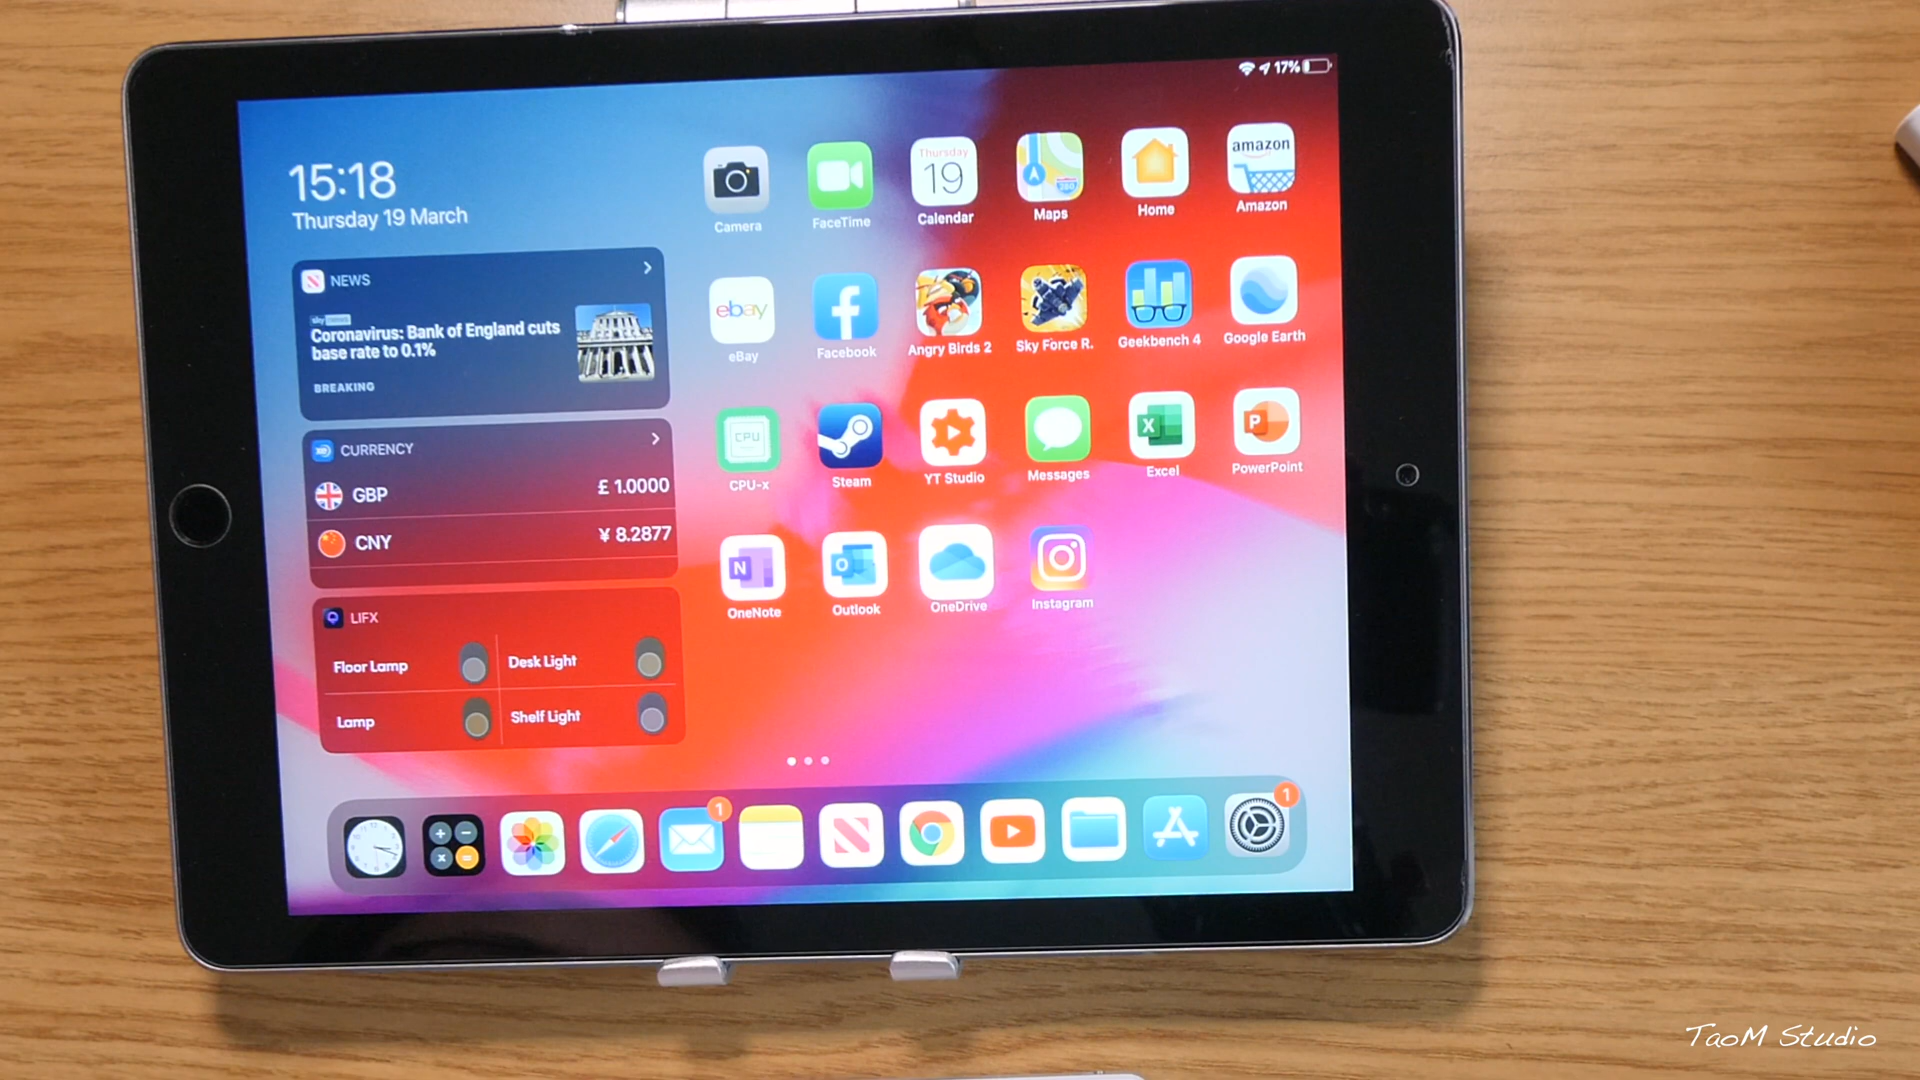 17%
15:18
Thursday 19 March
NEWS
sky news
Coronavirus: Bank of England cuts
base rate to 0.1%
BREAKING
CURRENCY
GBP £ 1.0000
CNY ¥ 8.2877
LIFX
Floor Lamp Desk Light
Lamp Shelf Light
Thursday
19
280
amazon
Camera FaceTime Calendar Maps Home Amazon
ebay
eBay Facebook Angry Birds 2 Sky Force R. Geekbench 4 Google Earth
CPU
X
P
CPU-x Steam YT Studio Messages Excel PowerPoint
N
O
OneNote Outlook OneDrive Instagram
1
1
TaoM Studio